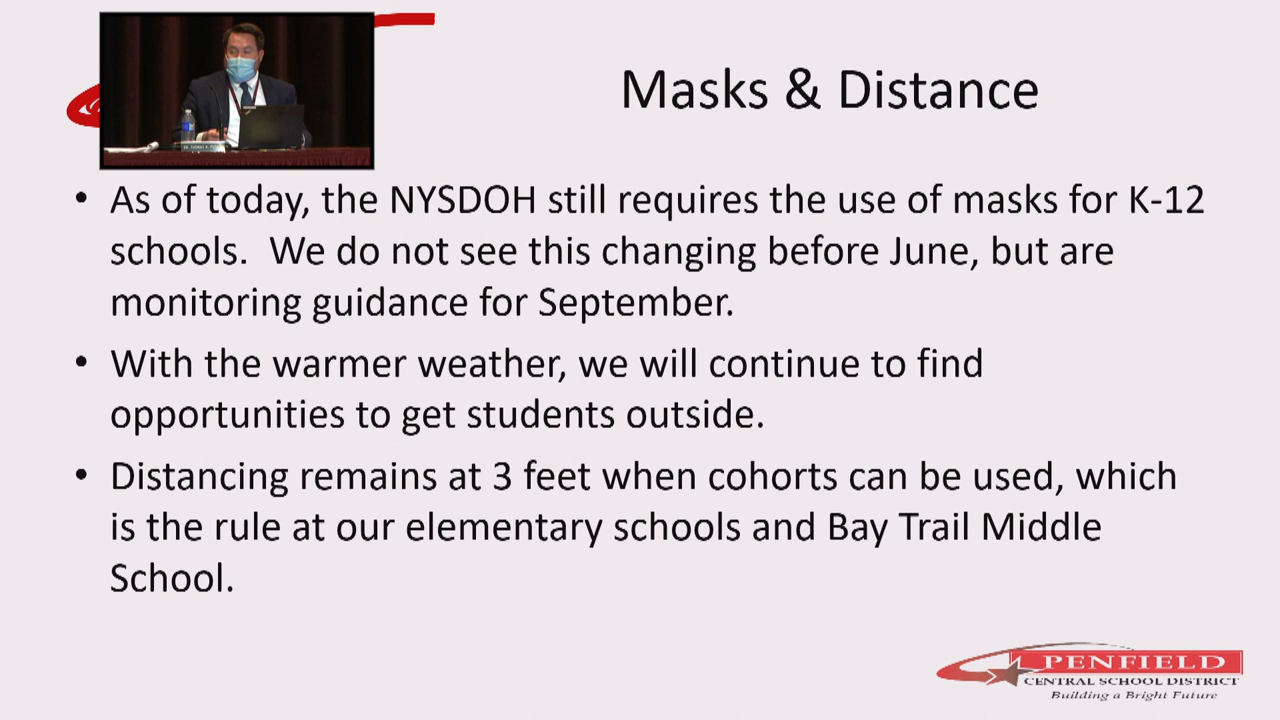 Masks & Distance
• As of today, the NYSDOH still requires the use of masks for K-12
schools.  We do not see this changing before June, but are
monitoring guidance for September.
• With the warmer weather, we will continue to find
opportunities to get students outside.
• Distancing remains at 3 feet when cohorts can be used, which
is the rule at our elementary schools and Bay Trail Middle
School.
PENFIELD
CENTRAL SCHOOL DISTRICT
Building a Bright Future